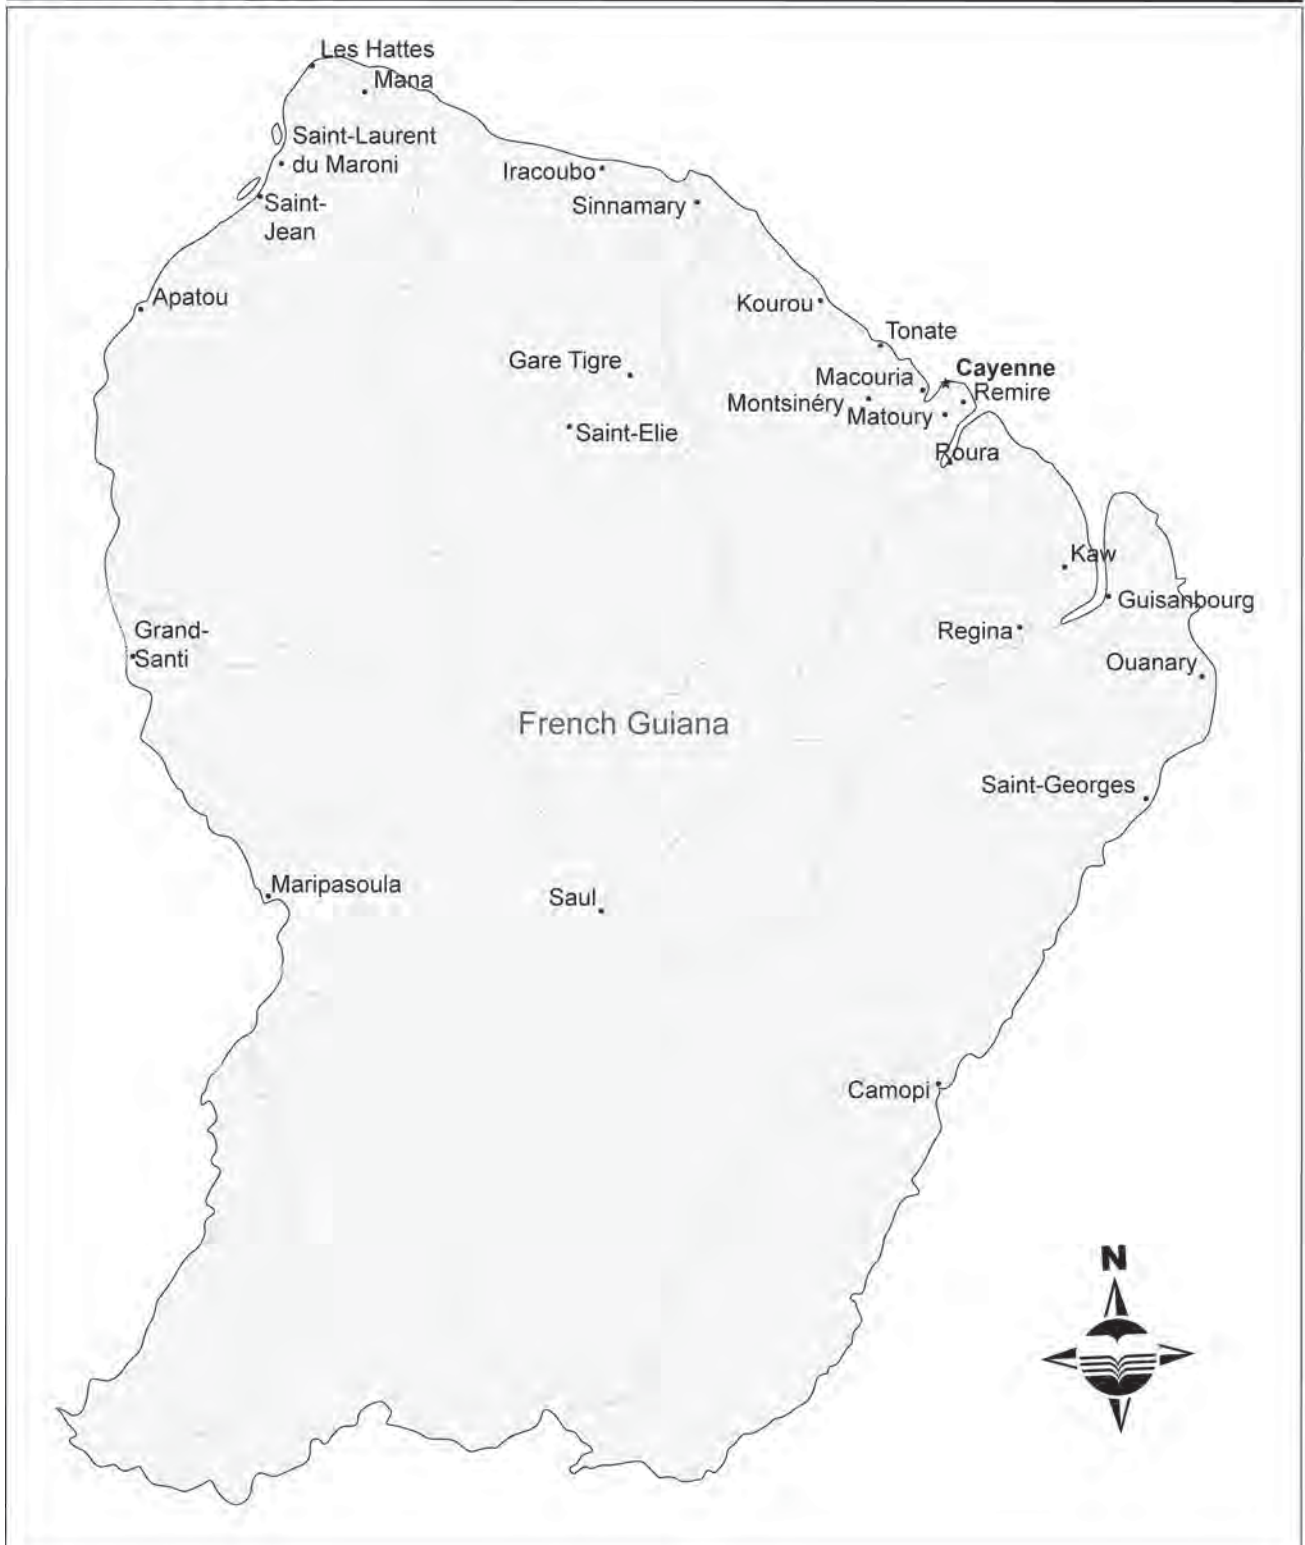 Les Hattes
Mana
Saint-Laurent
du Maroni
Iracoubo
Sinnamary
Saint-
Jean
Apatou
Kourou
Tonate
Gare Tigre
Cayenne
Macouria
Remire
Montsinéry
Matoury
Saint-Elie
Roura
Kaw
Guisanbourg
Grand-
Santi
Regina
Ouanary
French Guiana
Saint-Georges
Maripasoula
Saul
Camopi
N